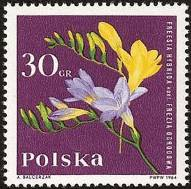 FREESIA HYBRIDA HORT. FREZJA OGRODOWA
30 GR
POLSKA
A. BALCERZAK PWPW 1964